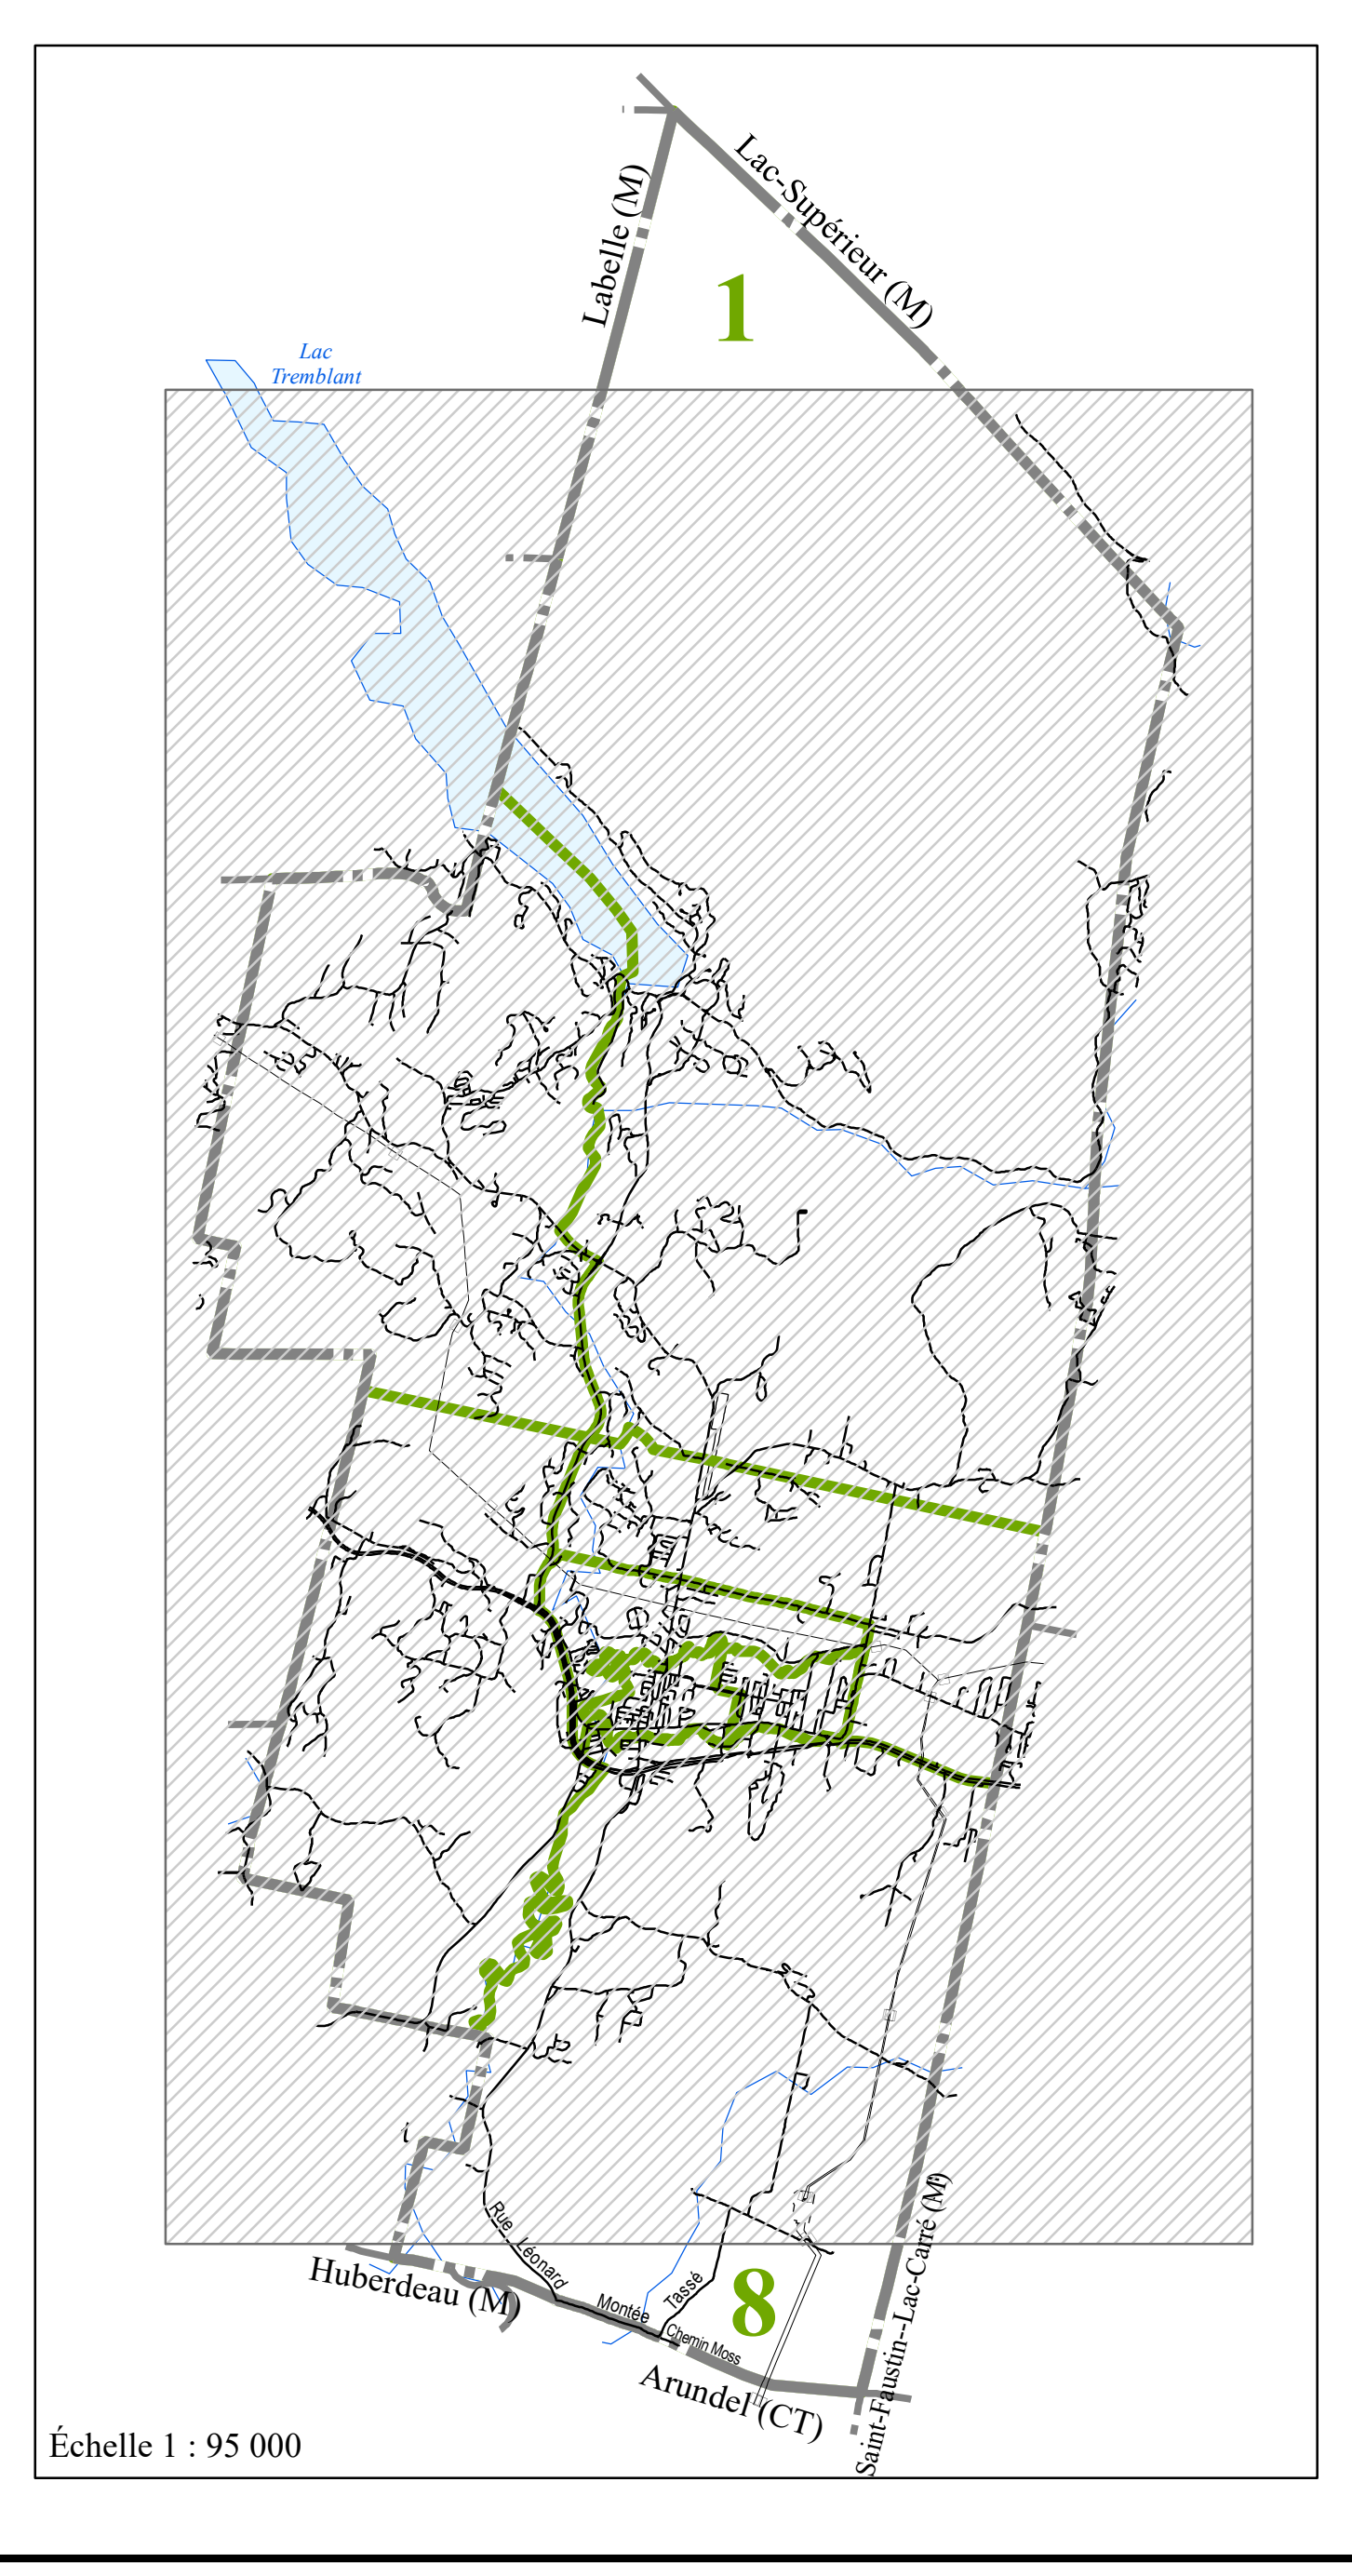 Lac-Supérieur (M)
Labelle (M)
1
Lac
Tremblant
Rue Léonard
Huberdeau (M)
Montée Tassé
8
Chemin Moss
Arundel (CT)
Saint-Faustin--Lac-Carré (M)
Échelle 1 : 95 000